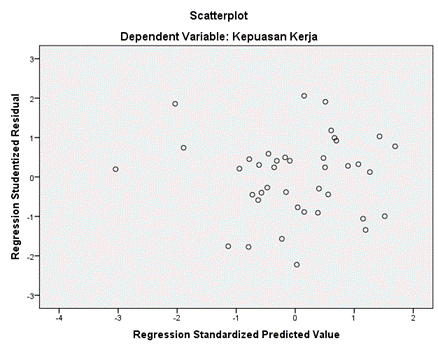 Scatterplot
Dependent Variable: Kepuasan Kerja
Regression Studentized Residual
3
2
1
0
-1
-2
-3
-4 -3 -2 -1 0 1 2
Regression Standardized Predicted Value